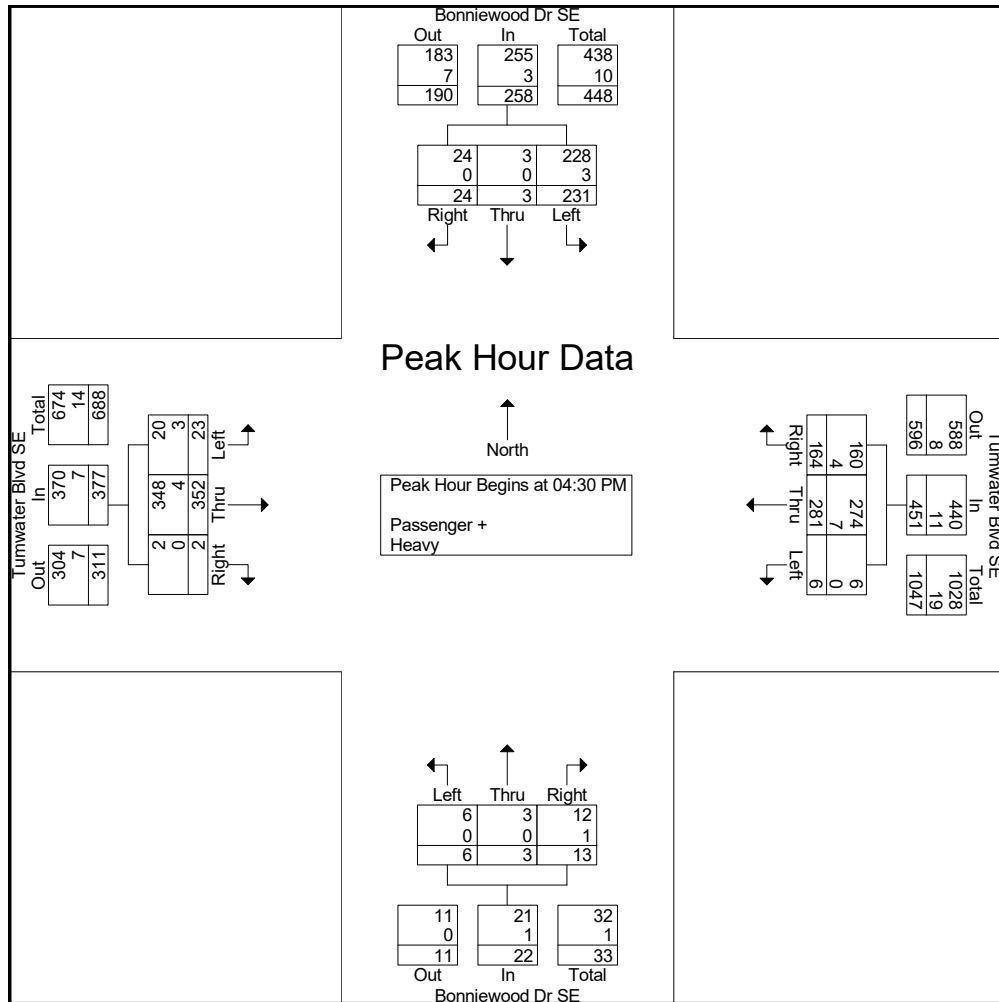 Bonniewood Dr SE
Out In Total
183 255 438
7 3 10
190 258 448
24 3 228
0 0 3
24 3 231
Right Thru Left
Peak Hour Data
North
Peak Hour Begins at 04:30 PM
Passenger +
Heavy
Tumwater Blvd SE
Out In Total
304 370 674
7 7 14
311 377 688
20 348 2
3 4 0
23 352 2
Left Thru Right
Tumwater Blvd SE
Out In Total
588 440 1028
8 11 19
596 451 1047
160 274 6
4 7 0
164 281 6
Right Thru Left
Left Thru Right
6 3 12
0 0 1
6 3 13
11 21 32
0 1 1
11 22 33
Out In Total
Bonniewood Dr SE